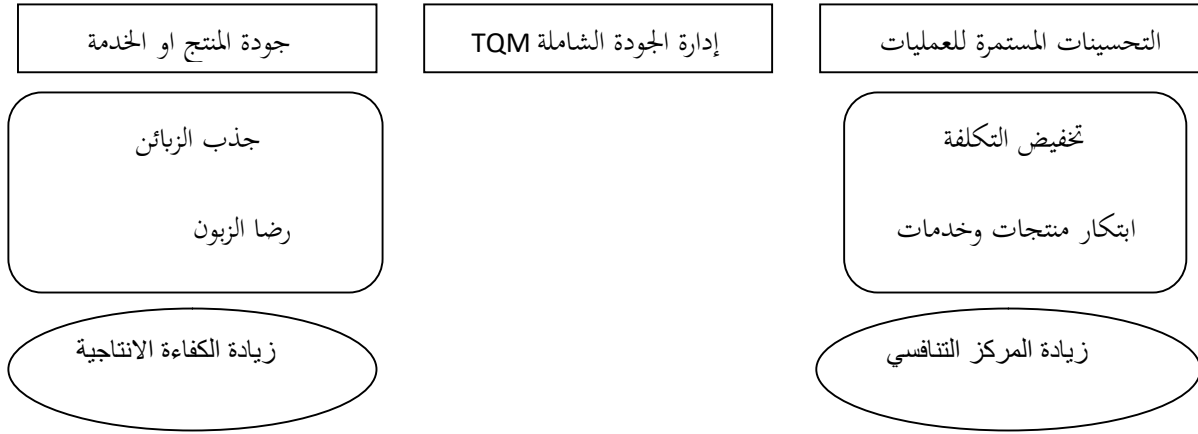 التحسينات المستمرة للعمليات
إدارة الجودة الشاملة TQM
جودة المنتج او الخدمة
تخفيض التكلفة
ابتكار منتجات وخدمات
جذب الزبائن
رضا الزبون
زيادة المركز التنافسي
زيادة الكفاءة الانتاجية